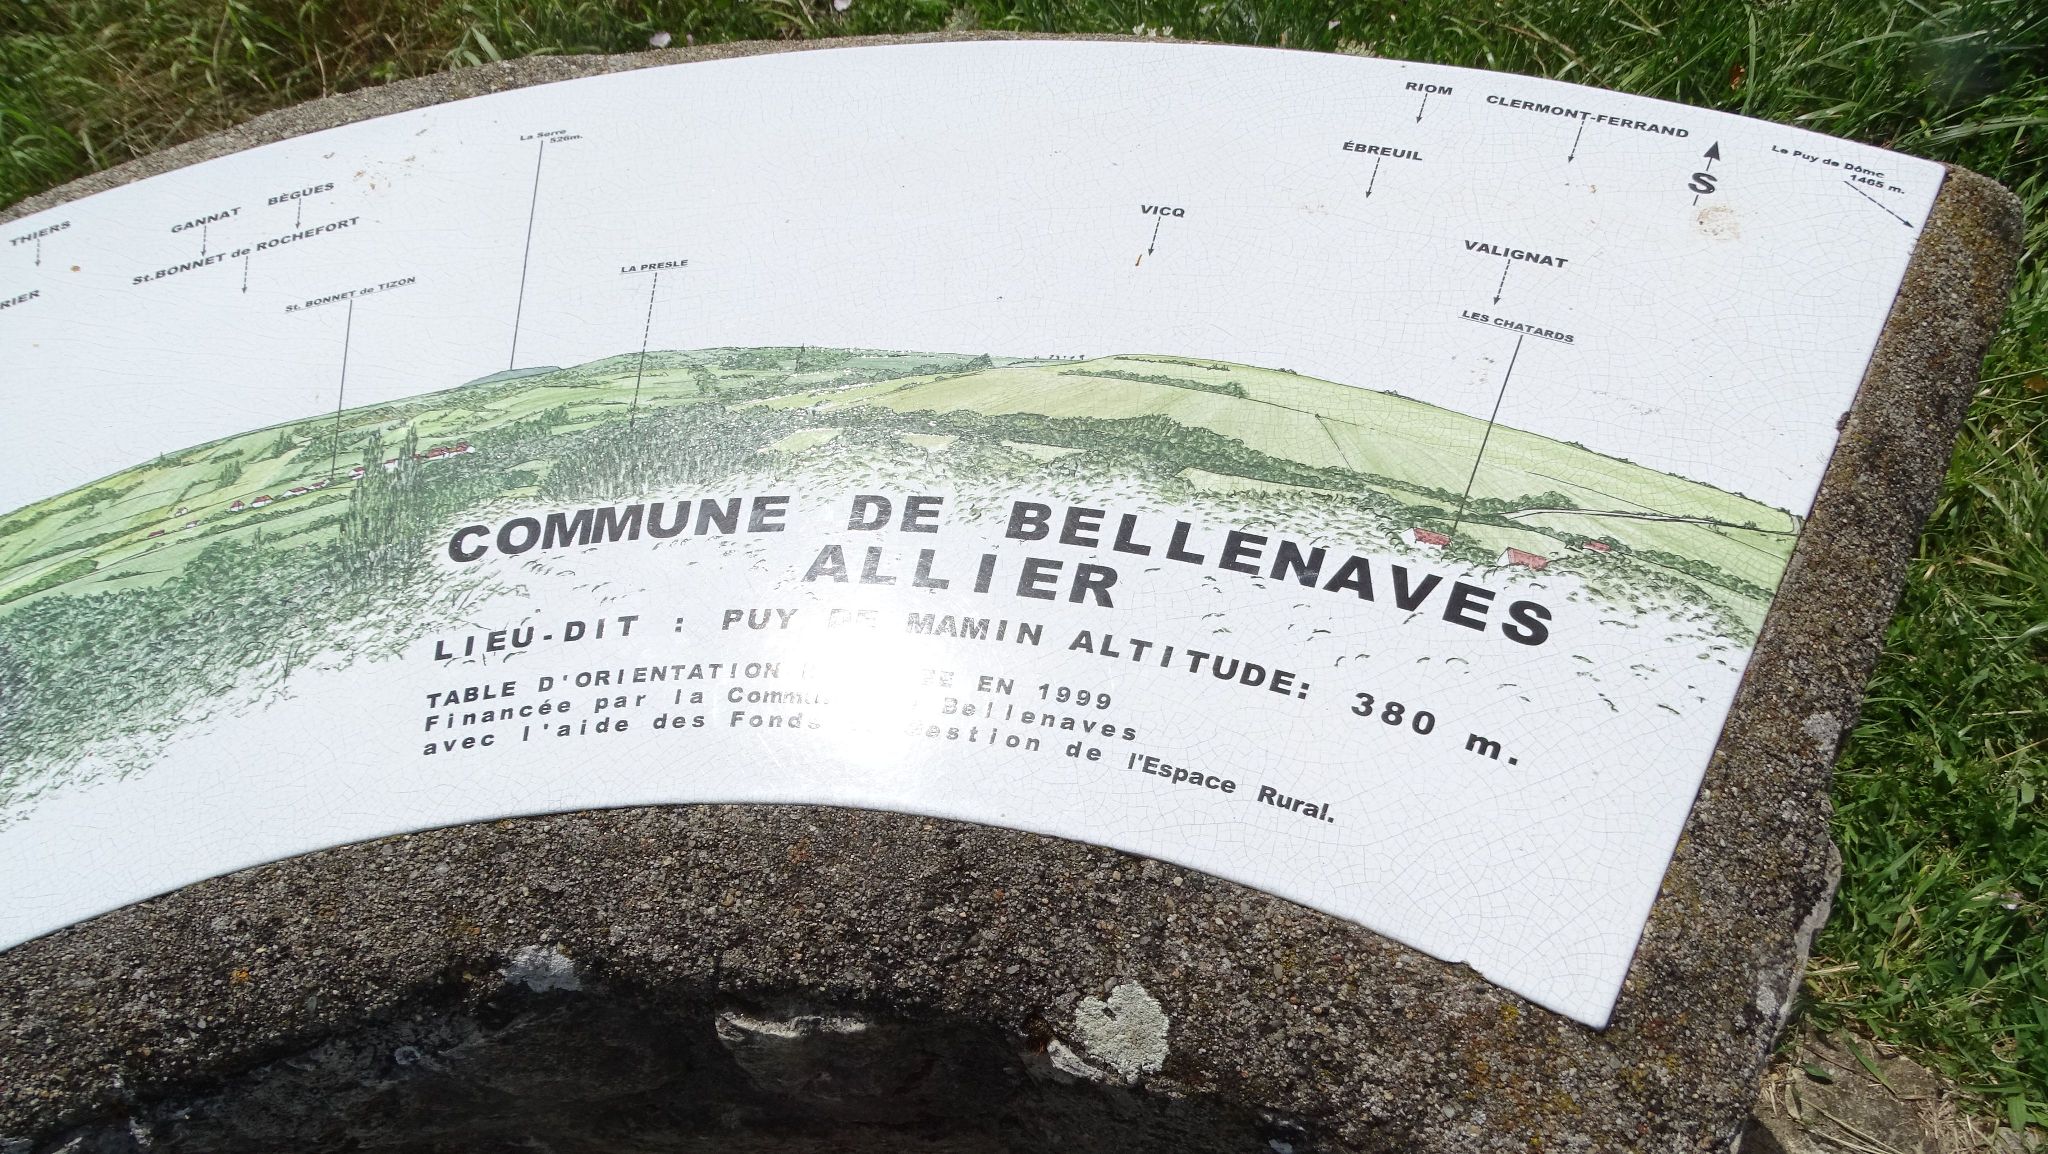 RIOM
CLERMONT-FERRAND
La Serre
526m.
ÉBREUIL
Le Puy de Dôme
1465 m.
S
BÈGUES
GANNAT
THIERS
VICQ
St.BONNET de ROCHEFORT
VALIGNAT
LA PRESLE
St. BONNET de TIZON
RIER
LES CHATARDS
COMMUNE DE BELLENAVES
ALLIER
LIEU-DIT : PUY DE MAMIN ALTITUDE: 380 m.
TABLE D'ORIENTATION EN 1999
Financée par la Bellenaves
avec l'aide des Fonds Gestion de l'Espace Rural.